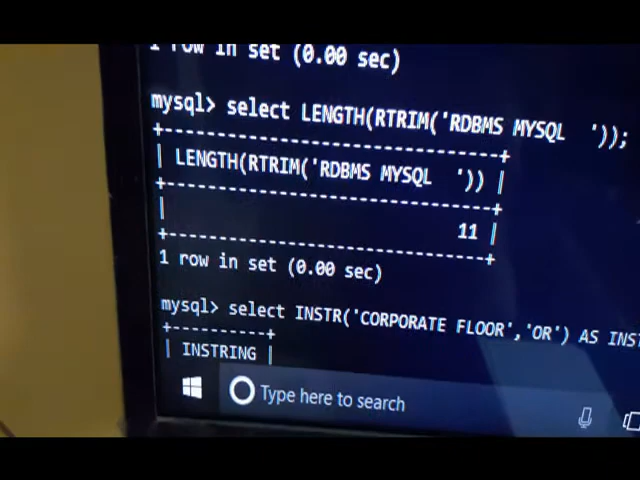 1 row in set (0.00 sec)
mysql> select LENGTH(RTRIM('RDBMS MYSQL  '));
+-----------------------------------+
| LENGTH(RTRIM('RDBMS MYSQL  ')) |
+-----------------------------------+
| 11 |
+-----------------------------------+
1 row in set (0.00 sec)
mysql> select INSTR('CORPORATE FLOOR','OR') AS INST
+----------+
| INSTRING |
Type here to search